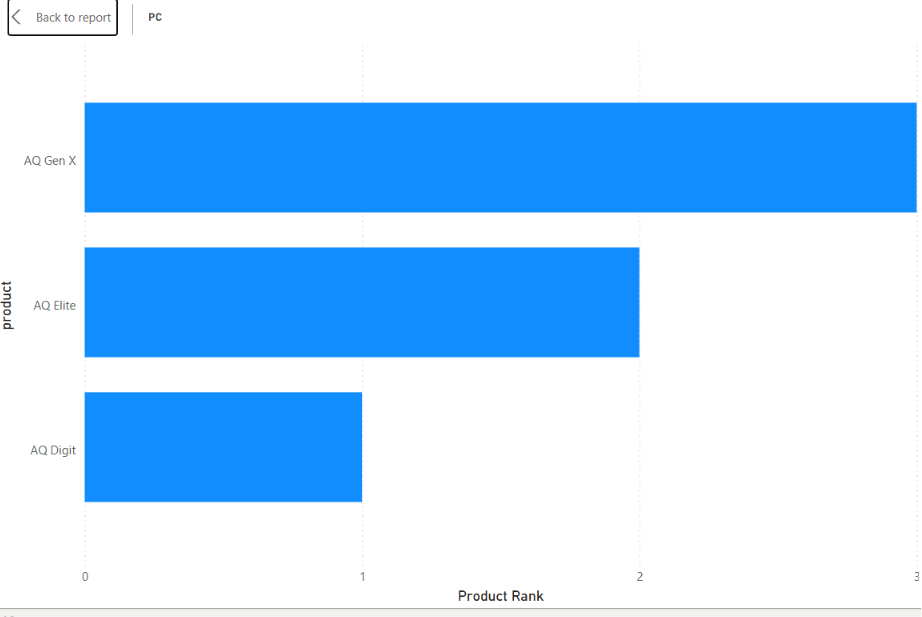 Back to report
PC
AQ Gen X
AQ Elite
AQ Digit
product
0 1 2 3
Product Rank